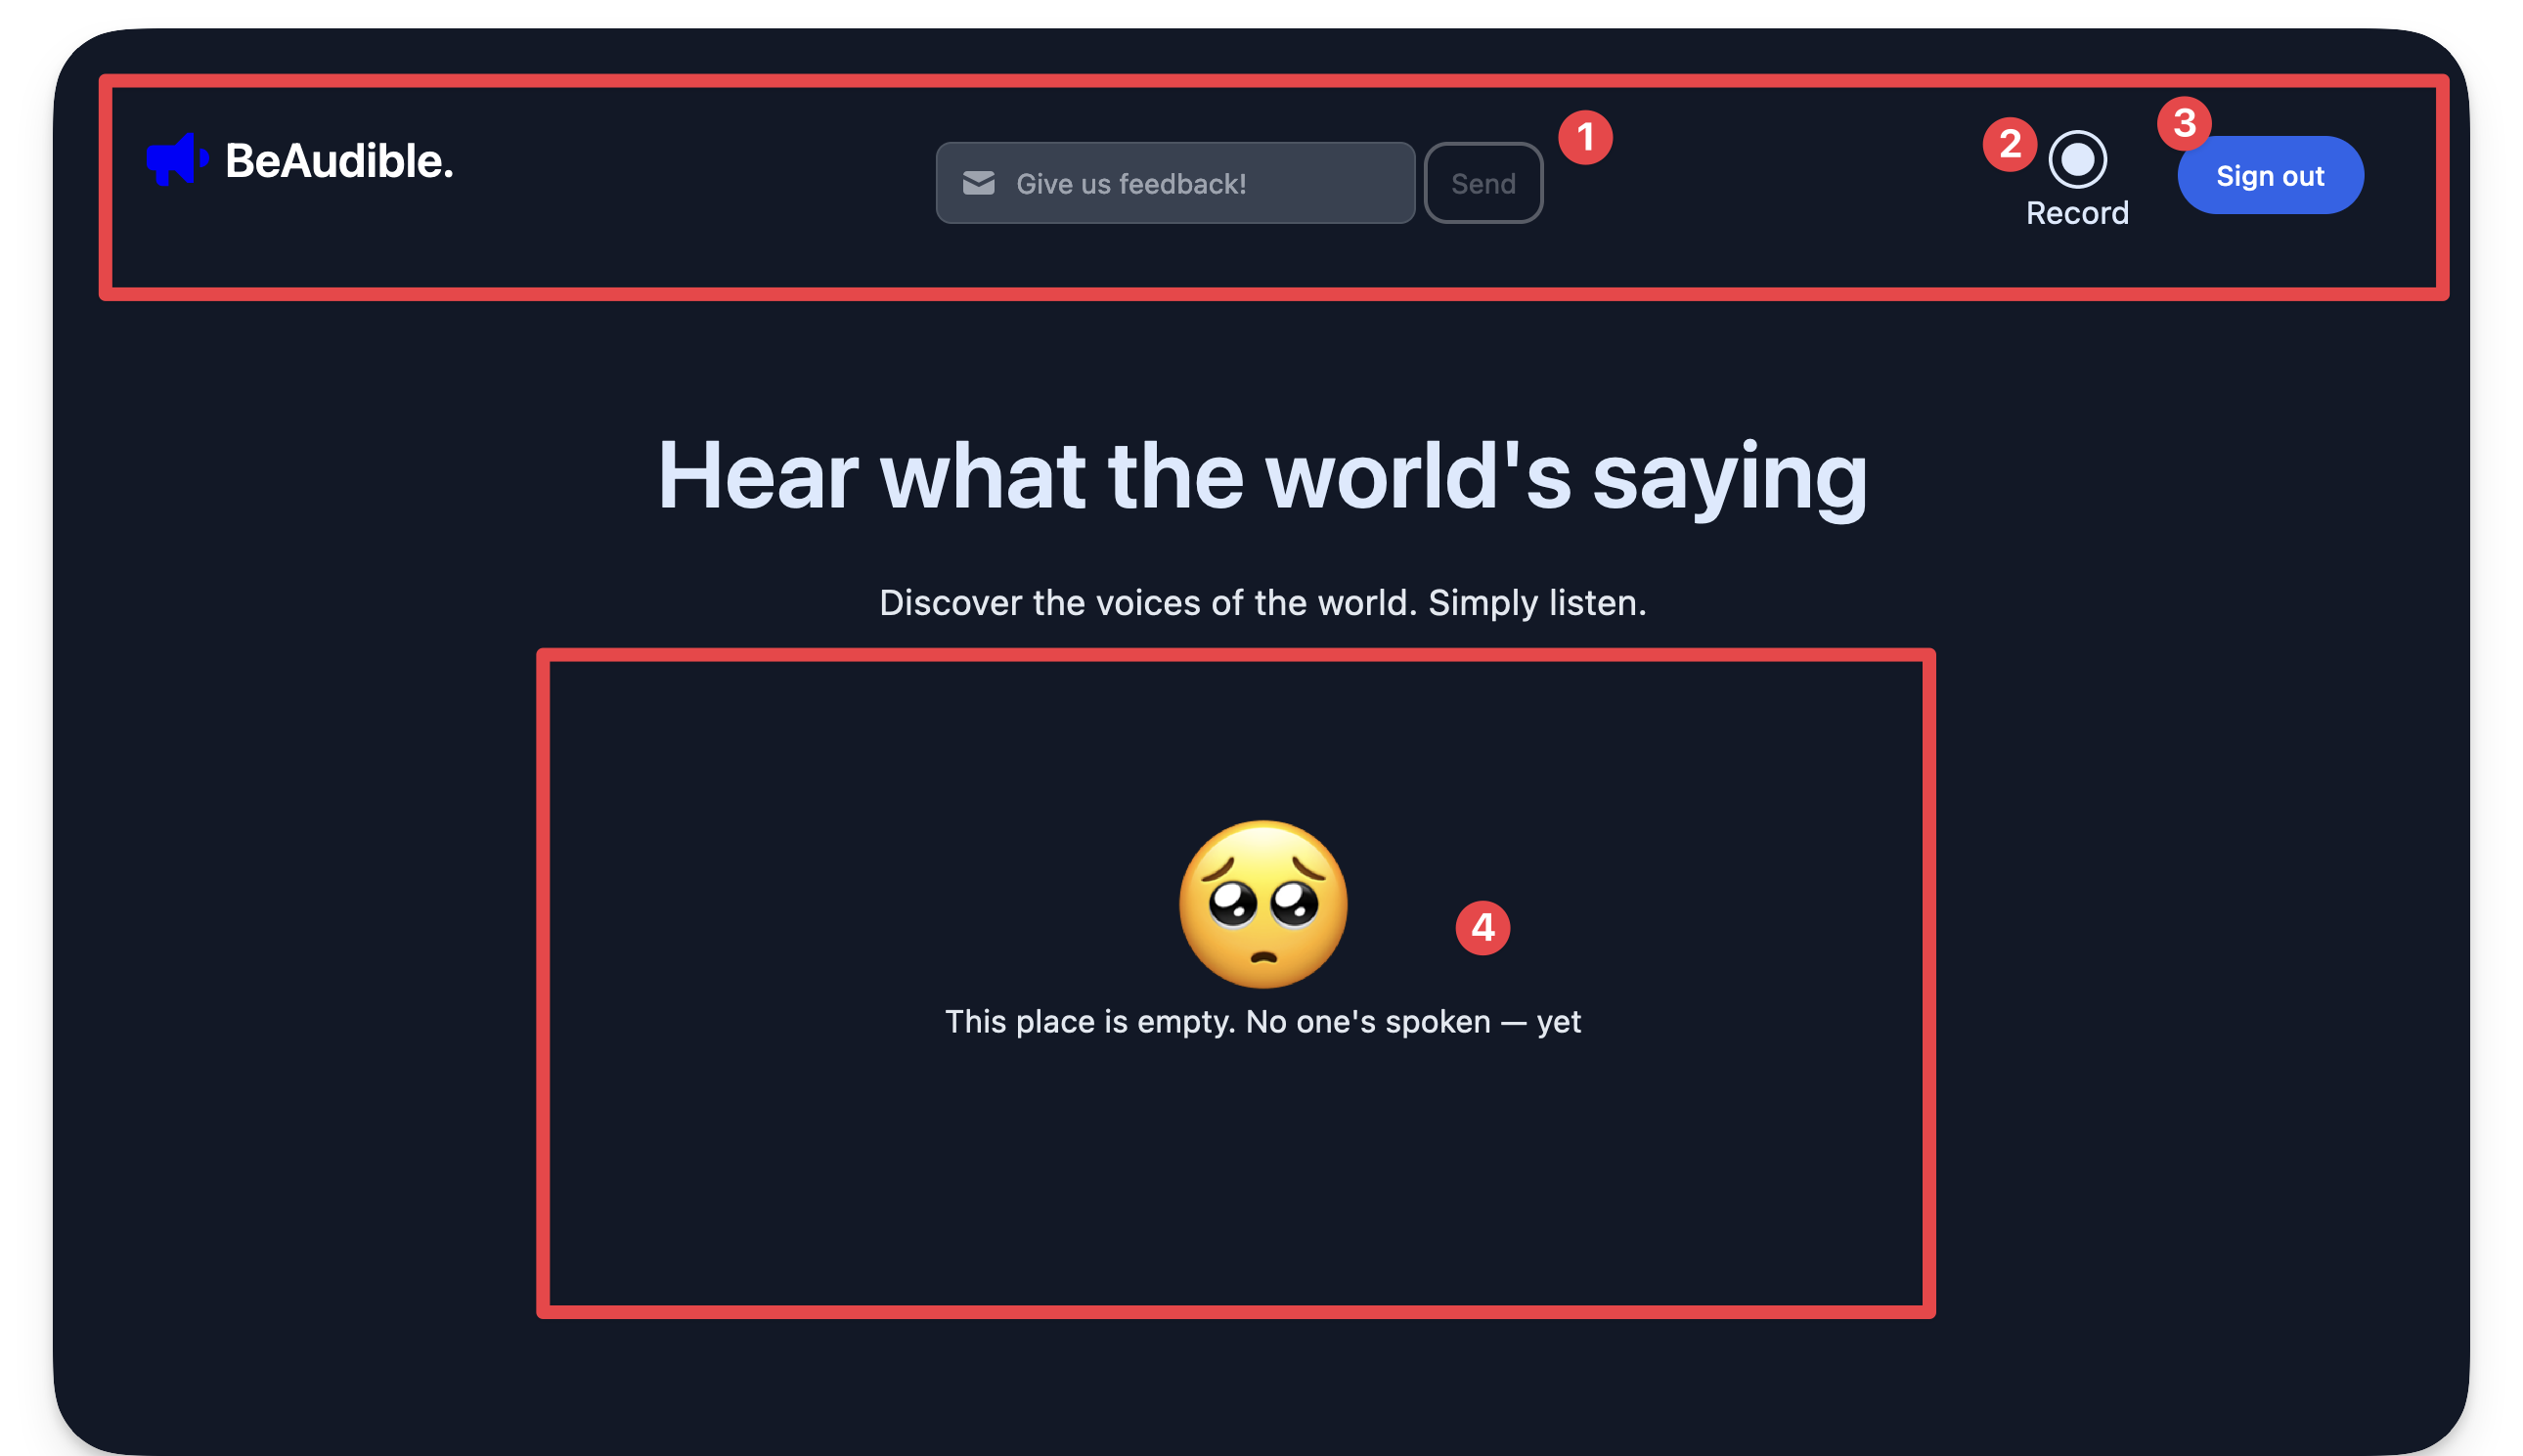 BeAudible.
Give us feedback!
Send
1
2
Record
3
Sign out
Hear what the world's saying
Discover the voices of the world. Simply listen.
4
This place is empty. No one's spoken — yet